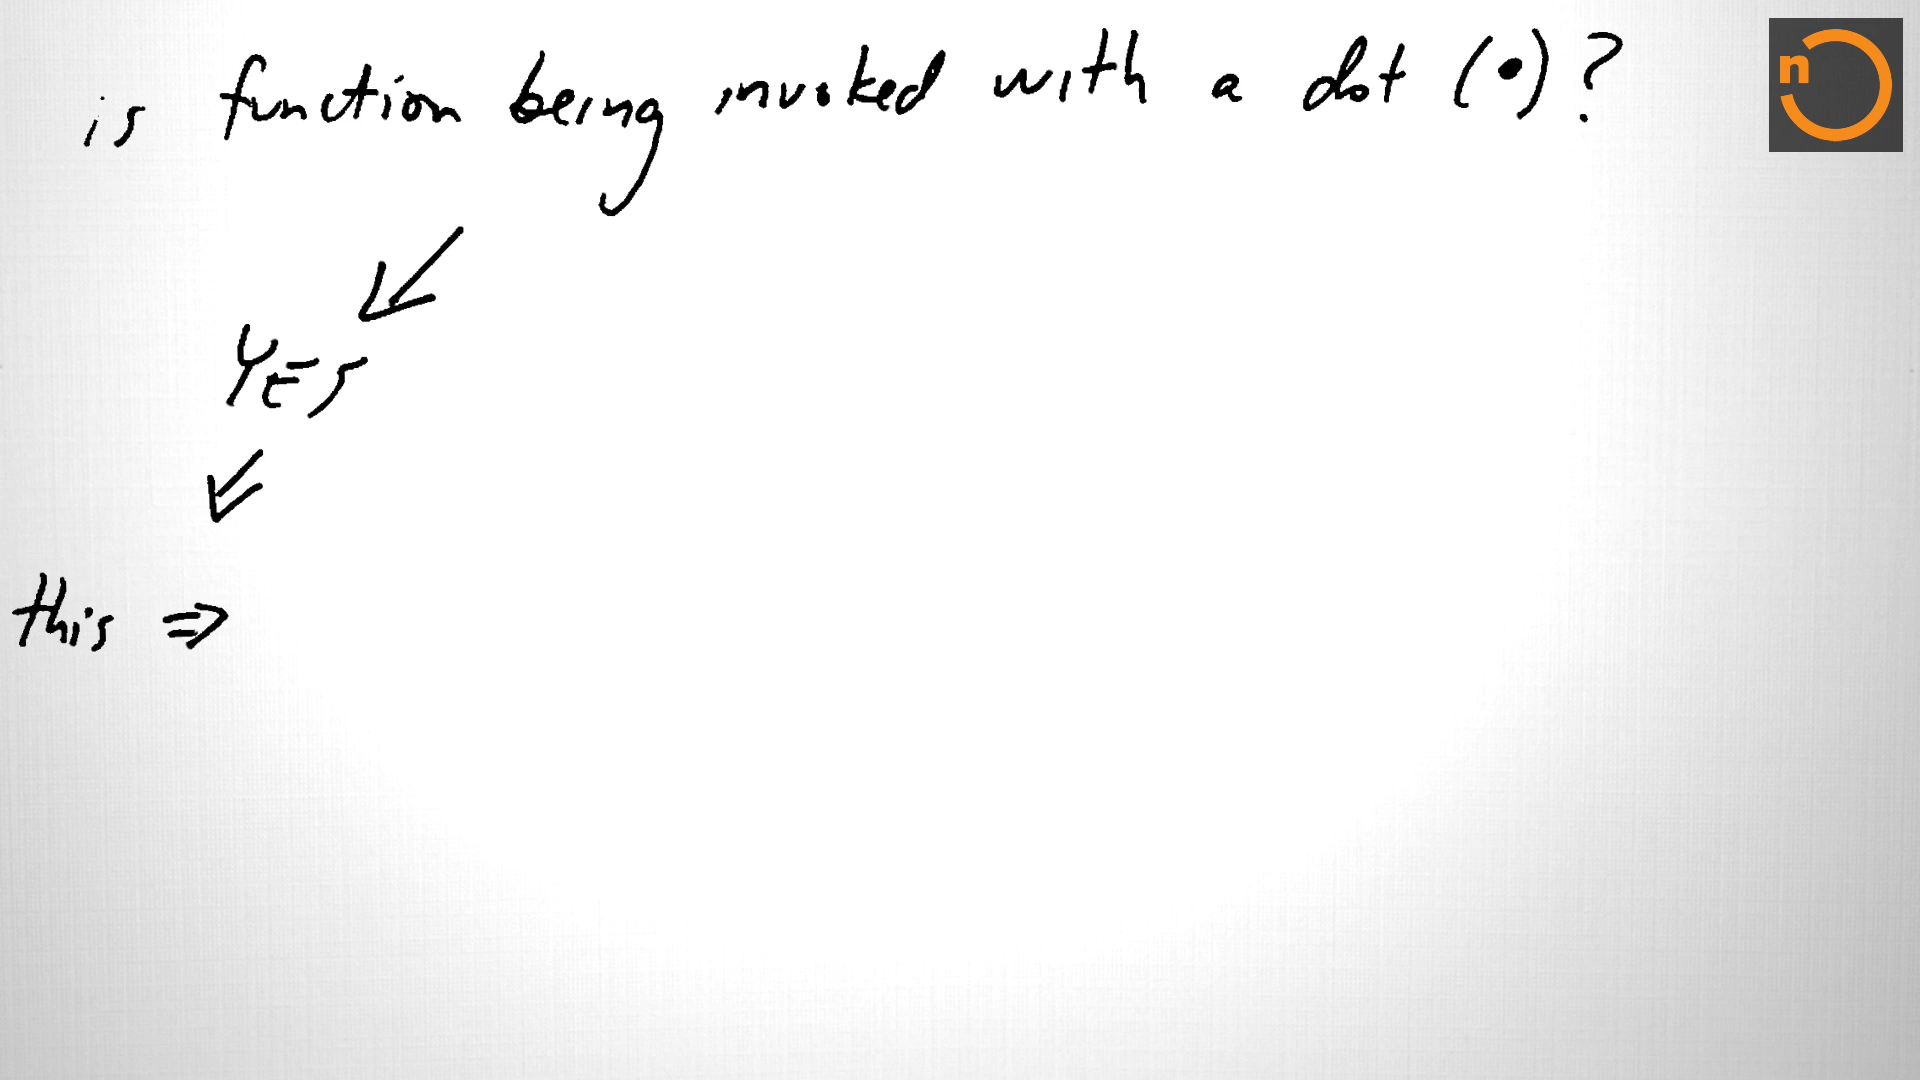 is function being invoked with a dot (•)?
n
YES
this ⇒